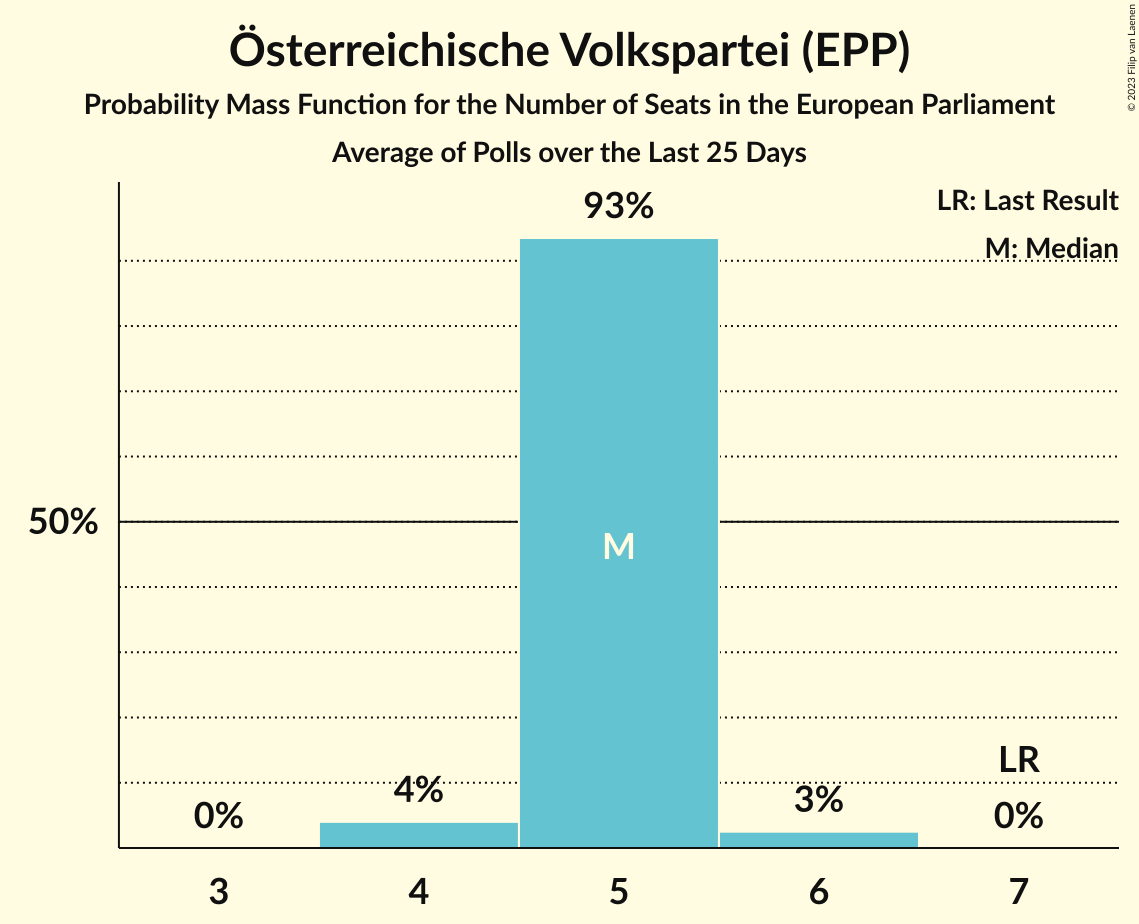 Österreichische Volkspartei (EPP)
Probability Mass Function for the Number of Seats in the European Parliament
Average of Polls over the Last 25 Days
© 2023 Filip van Laenen
LR: Last Result
M: Median
93%
50%
M
LR
0%
4%
3%
0%
3
4
5
6
7